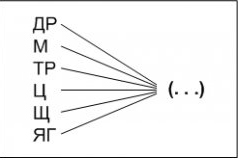 ДР
М
ТР
Ц
Щ
ЯГ
(. . .)